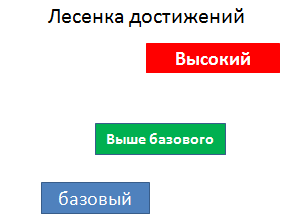 Лесенка достижений
Высокий
Выше базового
базовый